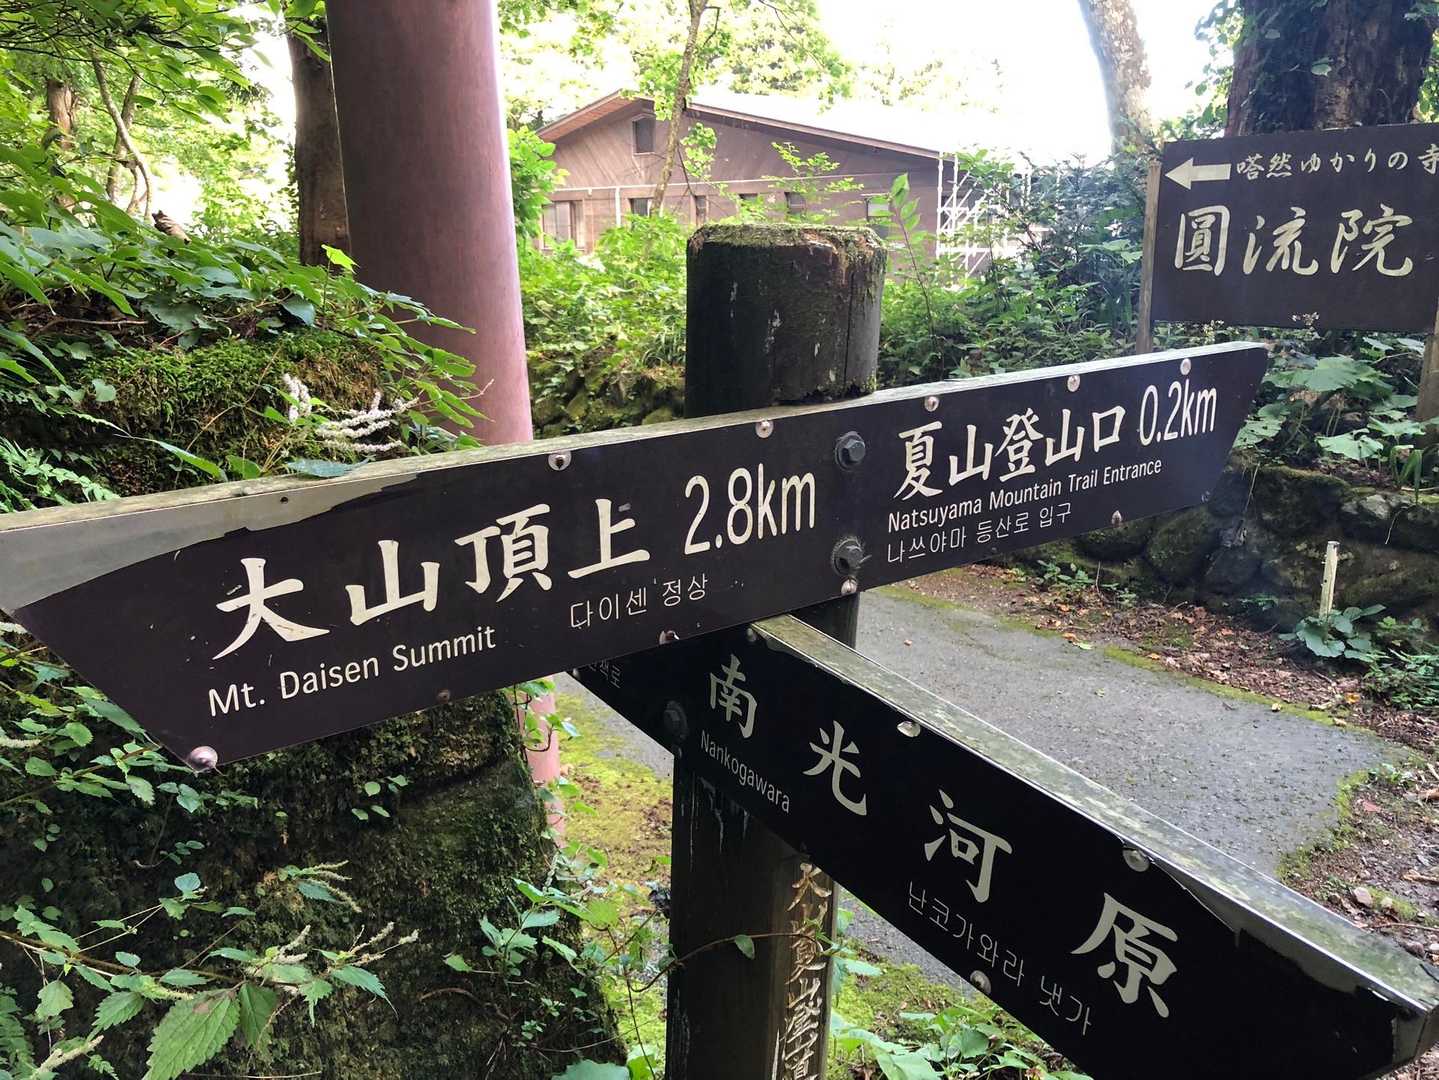 嗒然ゆかりの寺
圓流院
大山頂上 2.8km
Mt. Daisen Summit
다이센 정상
夏山登山口 0.2km
Natsuyama Mountain Trail Entrance
나쓰야마 등산로 입구
南光河原
Nankogawara
난코가와라 냇가